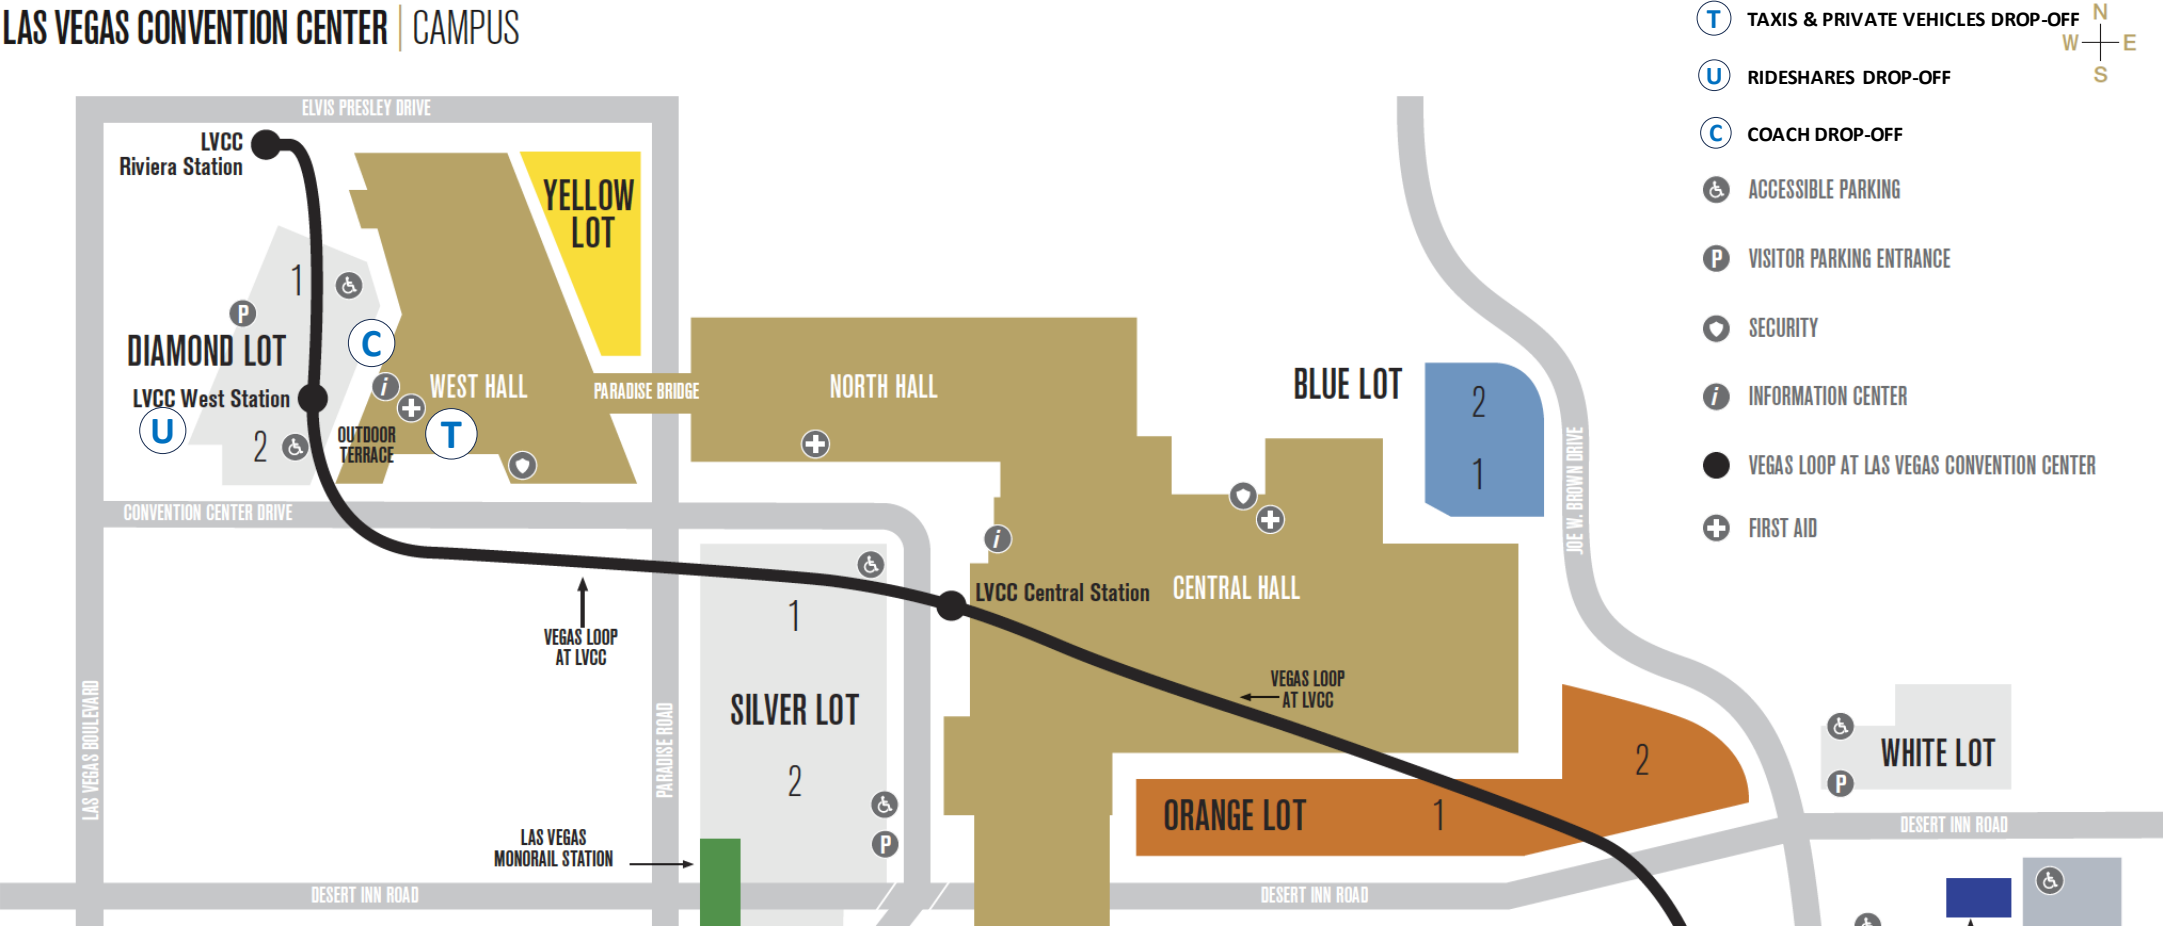 LAS VEGAS CONVENTION CENTER | CAMPUS
T TAXIS & PRIVATE VEHICLES DROP-OFF
U RIDESHARES DROP-OFF
C COACH DROP-OFF
ACCESSIBLE PARKING
P VISITOR PARKING ENTRANCE
SECURITY
i INFORMATION CENTER
VEGAS LOOP AT LAS VEGAS CONVENTION CENTER
FIRST AID
N
W E
S
ELVIS PRESLEY DRIVE
LVCC
Riviera Station
YELLOW
LOT
1
P
DIAMOND LOT
C
LVCC West Station
i
WEST HALL
PARADISE BRIDGE
NORTH HALL
U
2
OUTDOOR
TERRACE
T
BLUE LOT
2
1
JOE W. BROWN DRIVE
CONVENTION CENTER DRIVE
i
LVCC Central Station
CENTRAL HALL
VEGAS LOOP
AT LVCC
1
SILVER LOT
2
P
VEGAS LOOP
AT LVCC
LAS VEGAS BOULEVARD
PARADISE ROAD
ORANGE LOT
1
2
WHITE LOT
P
LAS VEGAS
MONORAIL STATION
DESERT INN ROAD
DESERT INN ROAD
DESERT INN ROAD